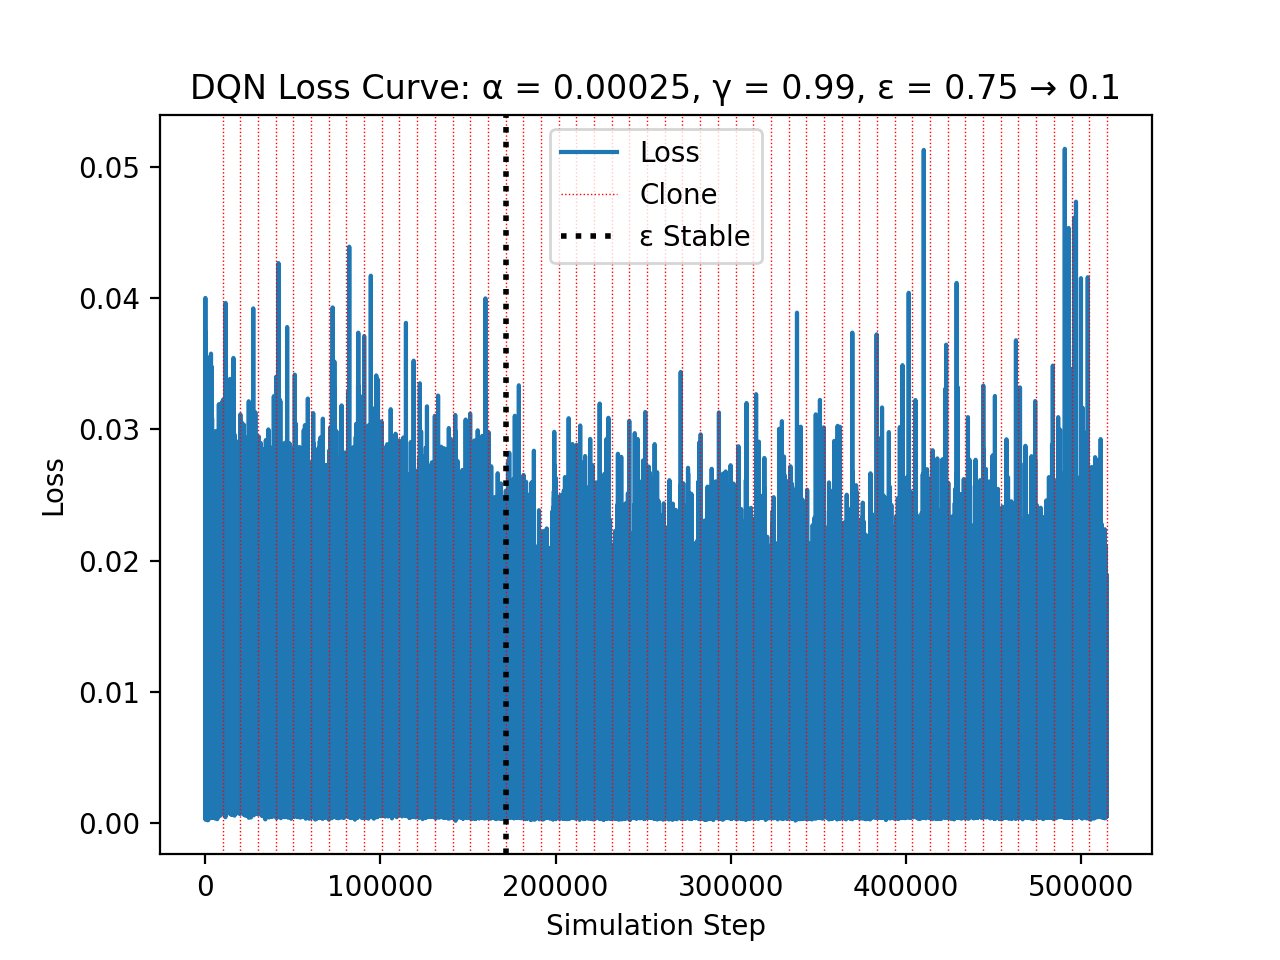 DQN Loss Curve: α = 0.00025, γ = 0.99, ε = 0.75 → 0.1
Loss
Clone
ε Stable
0.05
0.04
0.03
0.02
0.01
0.00
Loss
0
100000
200000
300000
400000
500000
Simulation Step